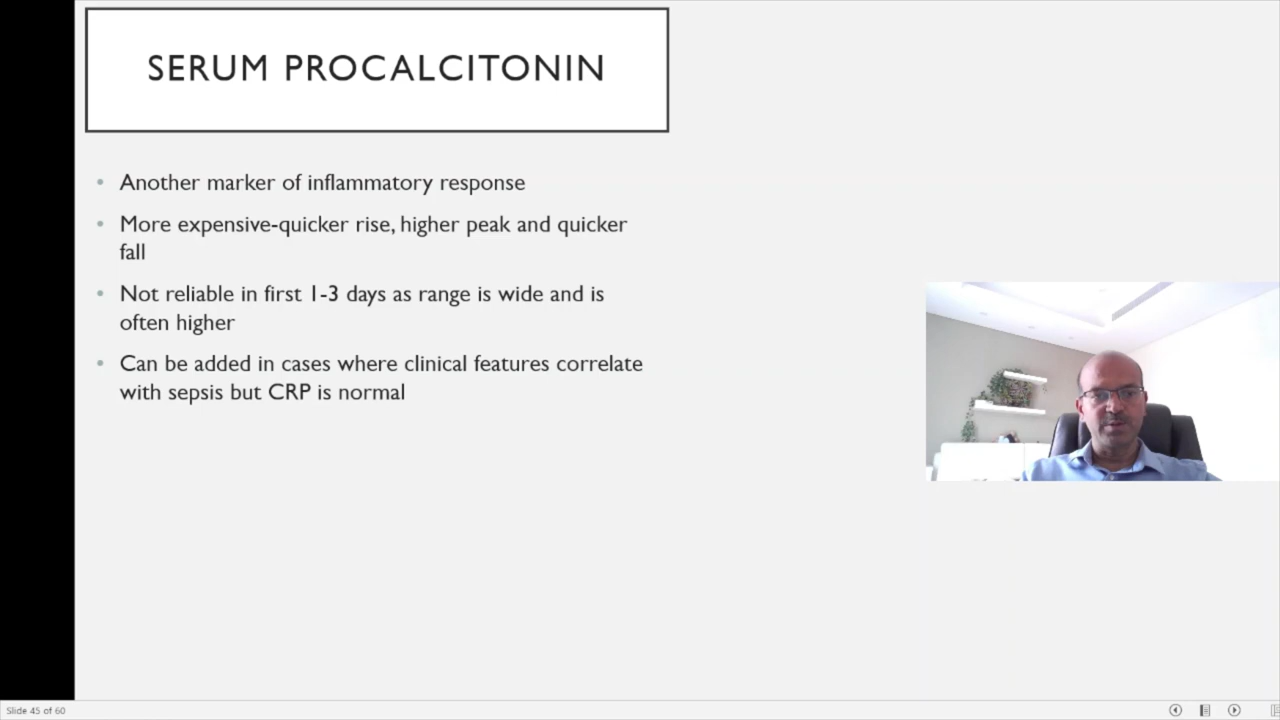 SERUM PROCALCITONIN
• Another marker of inflammatory response
• More expensive-quicker rise, higher peak and quicker
fall
• Not reliable in first 1-3 days as range is wide and is
often higher
• Can be added in cases where clinical features correlate
with sepsis but CRP is normal
Slide 45 of 60